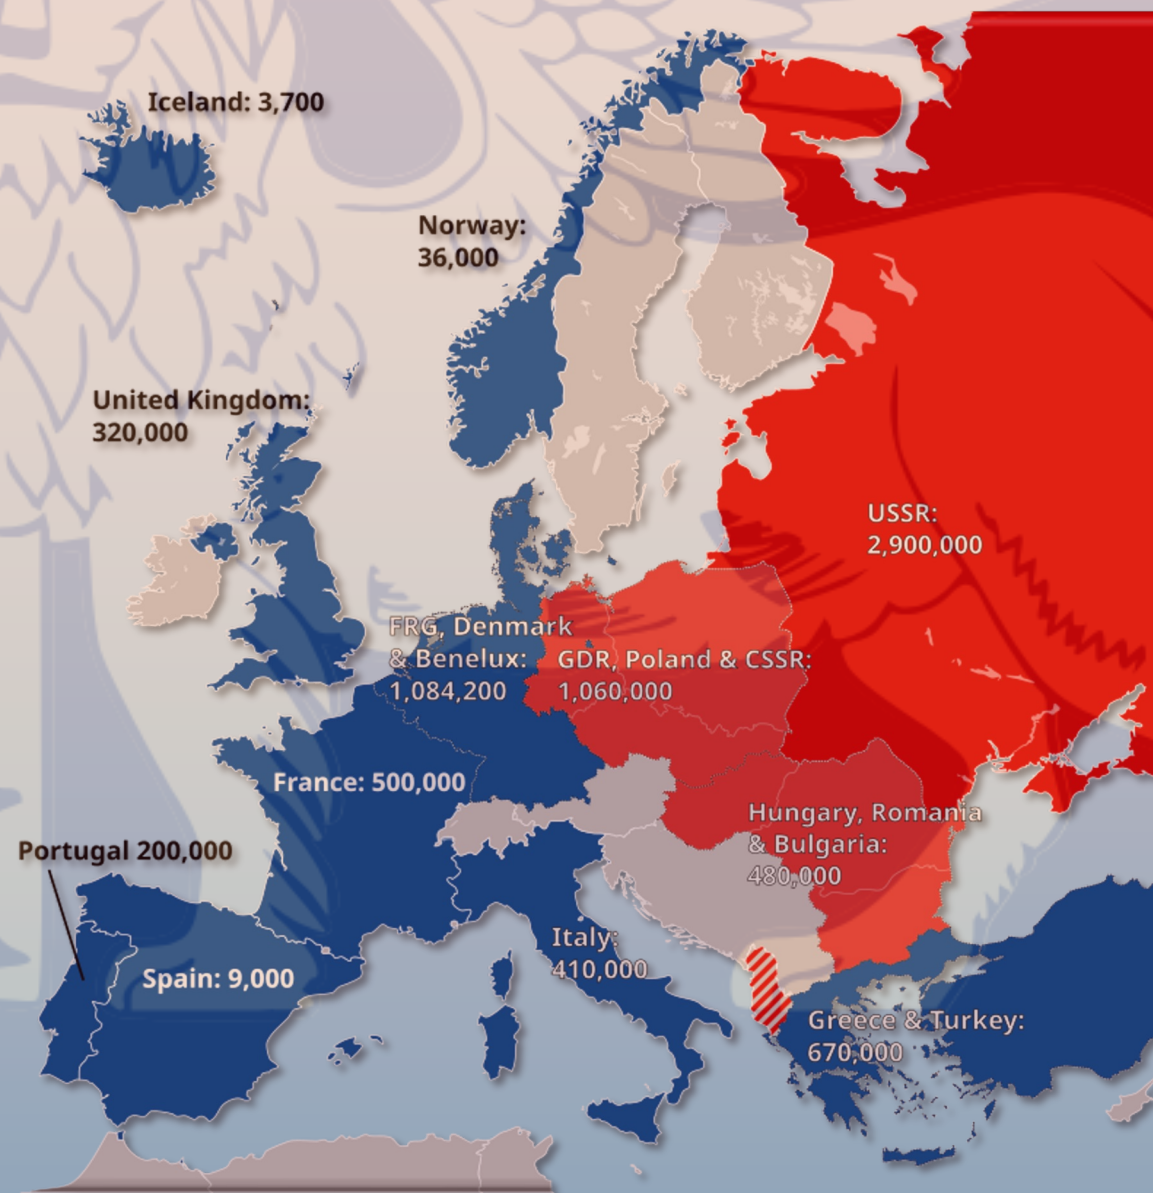 Iceland: 3,700
Norway:
36,000
United Kingdom:
320,000
USSR:
2,900,000
FRG, Denmark
& Benelux:
1,084,200
GDR, Poland & CSSR:
1,060,000
France: 500,000
Hungary, Romania
& Bulgaria:
480,000
Portugal 200,000
Italy:
410,000
Spain: 9,000
Greece & Turkey:
670,000